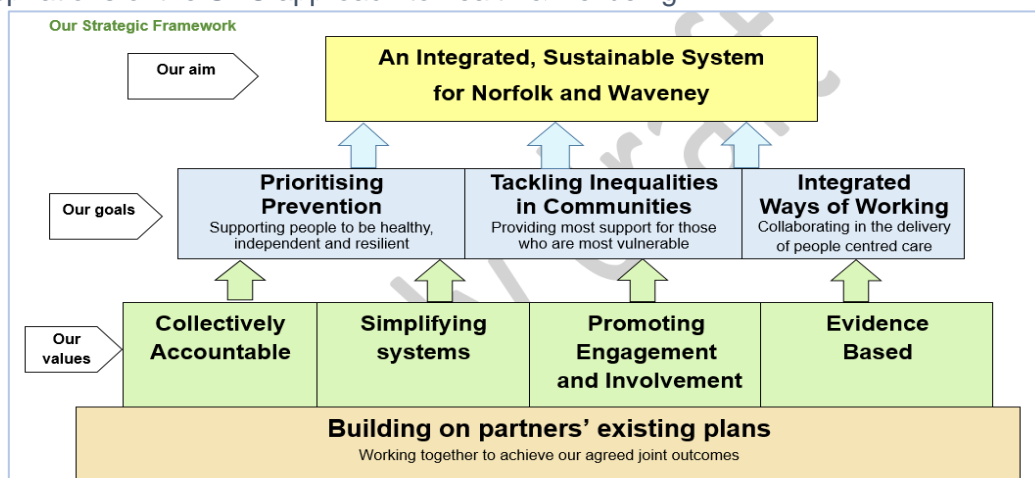 Our Strategic Framework
Our aim
An Integrated, Sustainable System
for Norfolk and Waveney
Our goals
Prioritising
Prevention
Supporting people to be healthy,
independent and resilient
Tackling Inequalities
in Communities
Providing most support for those
who are most vulnerable
Integrated
Ways of Working
Collaborating in the delivery
of people centred care
Our
values
Collectively
Accountable
Simplifying
systems
Promoting
Engagement
and Involvement
Evidence
Based
Building on partners’ existing plans
Working together to achieve our agreed joint outcomes